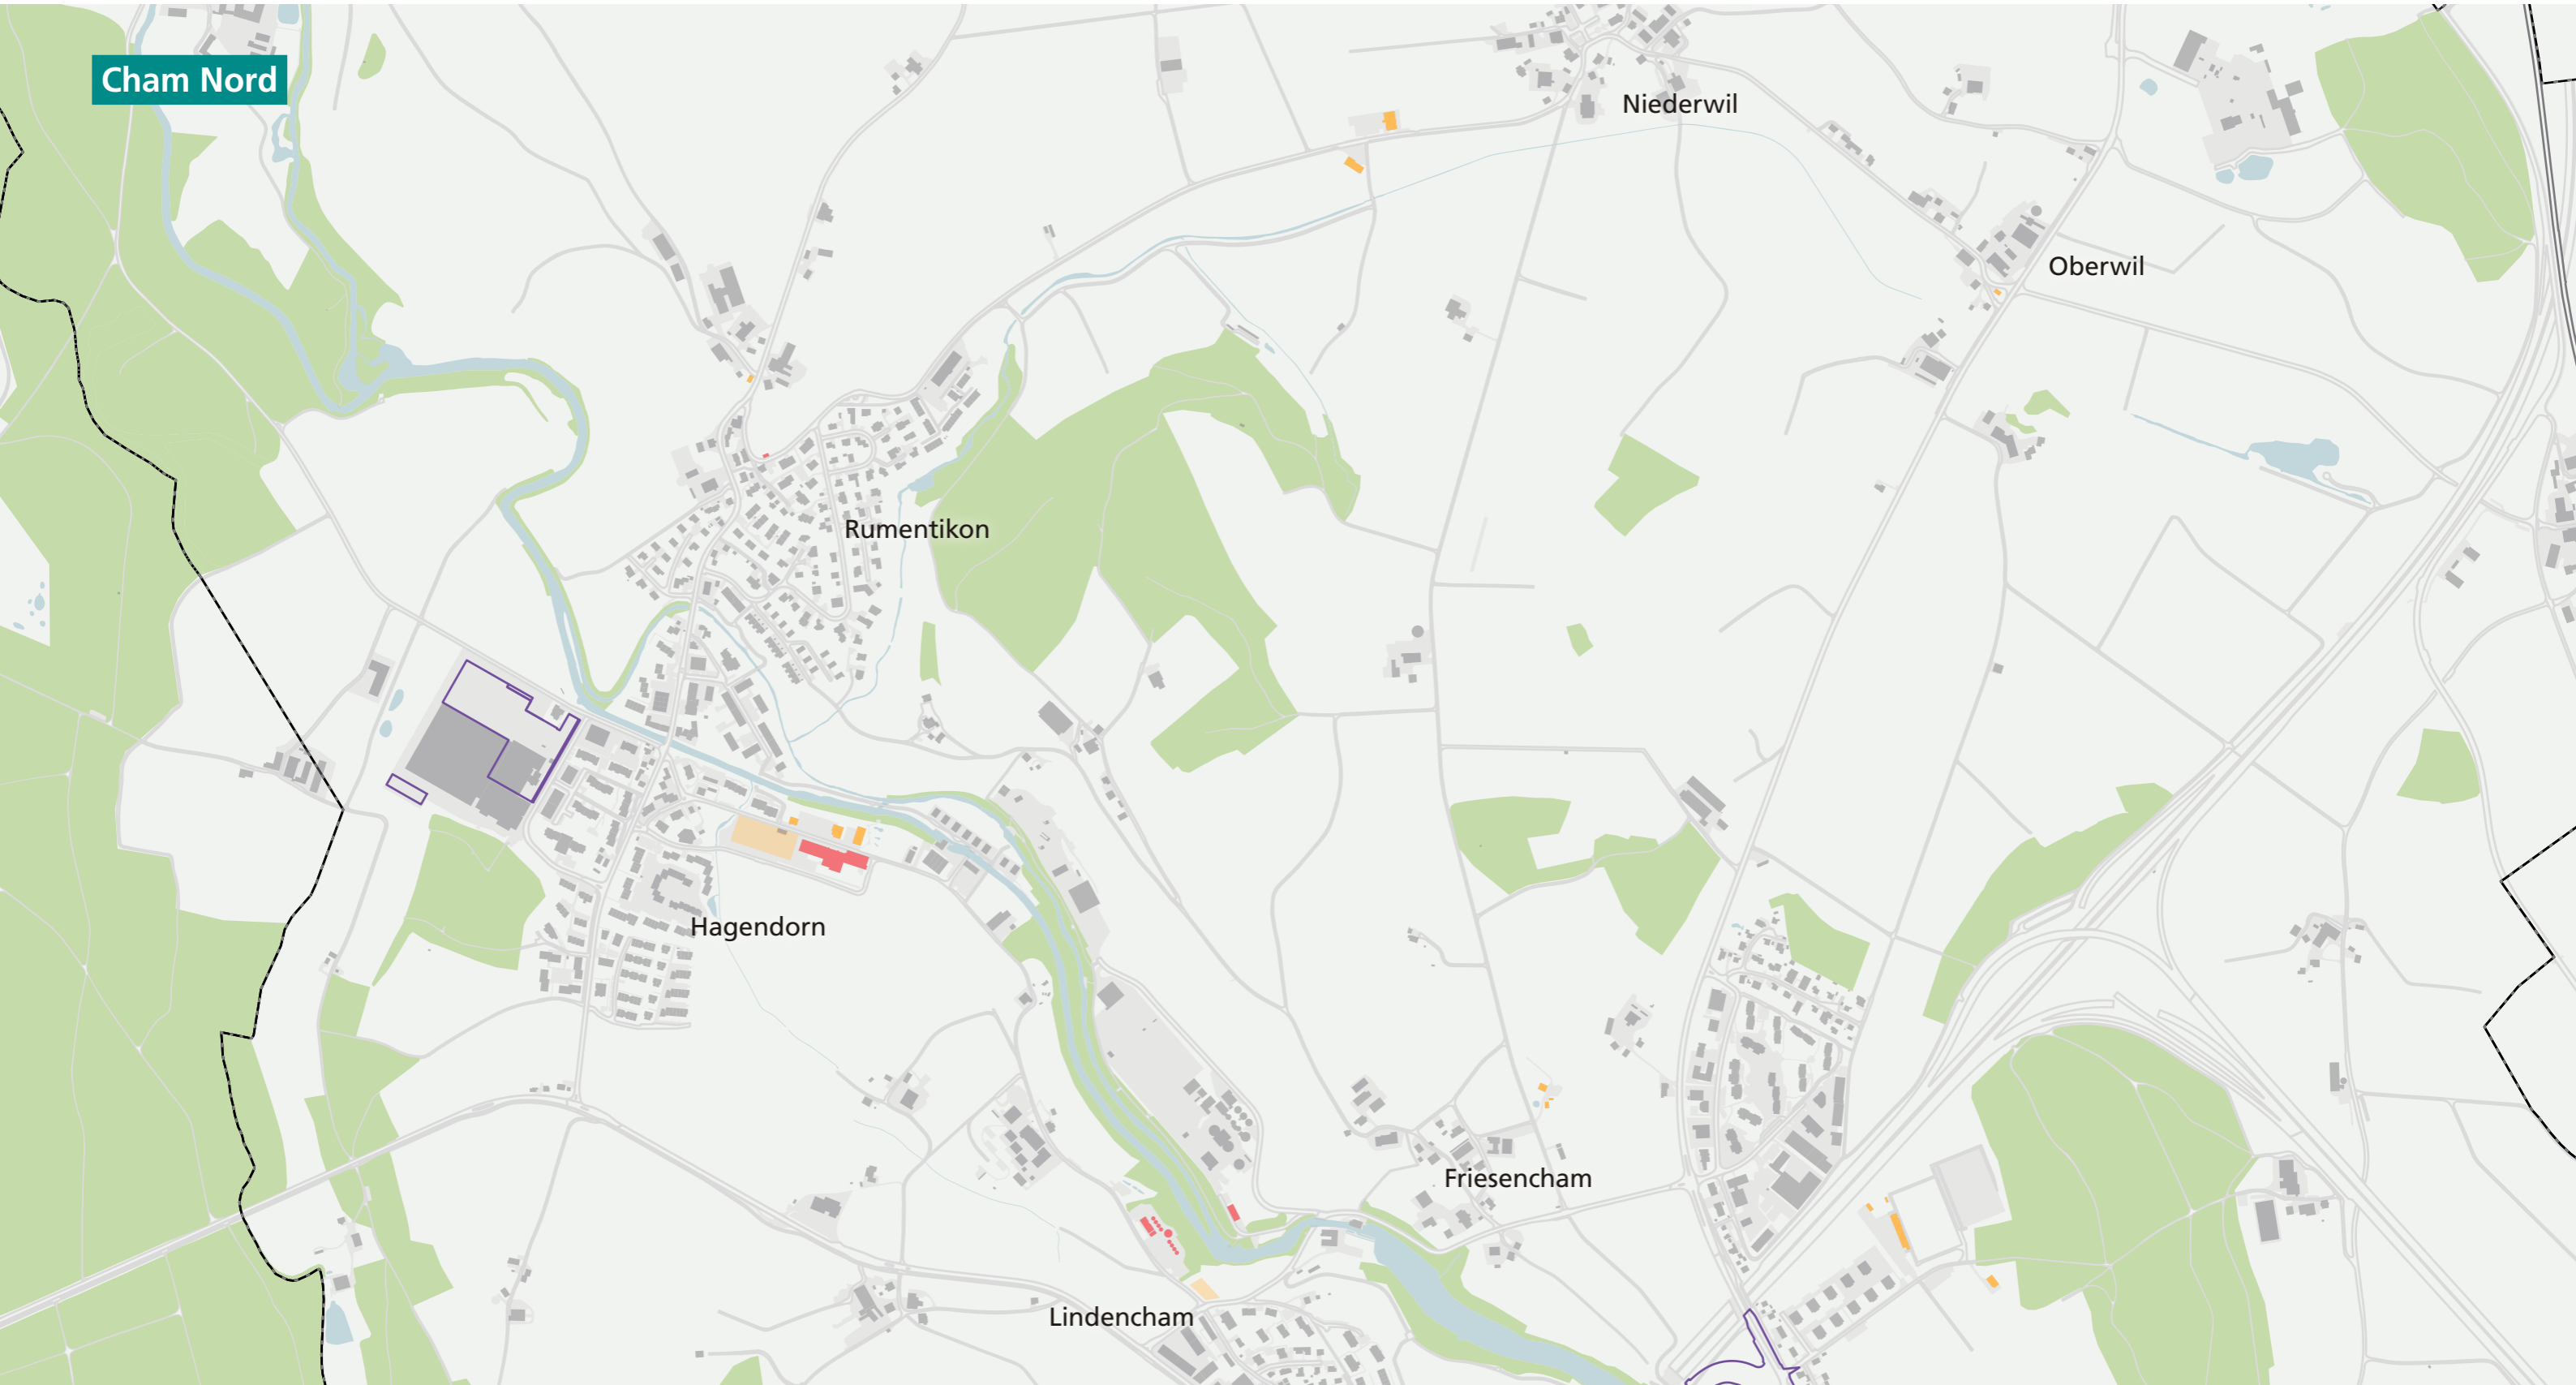 Cham Nord
Niederwil
Oberwil
Rumentikon
Hagendorn
Friesencham
Lindencham